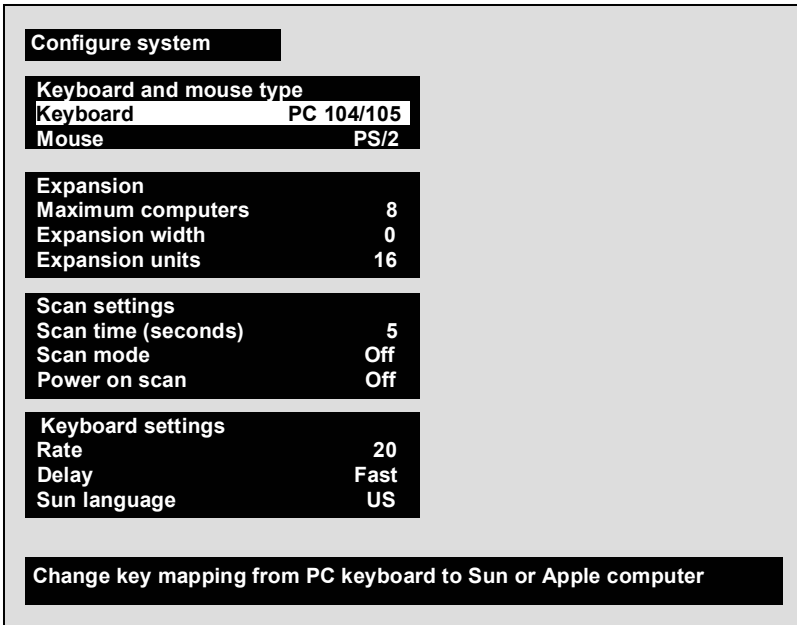 Configure system
Keyboard and mouse type
Keyboard PC 104/105
Mouse PS/2
Expansion
Maximum computers 8
Expansion width 0
Expansion units 16
Scan settings
Scan time (seconds) 5
Scan mode Off
Power on scan Off
Keyboard settings
Rate 20
Delay Fast
Sun language US
Change key mapping from PC keyboard to Sun or Apple computer